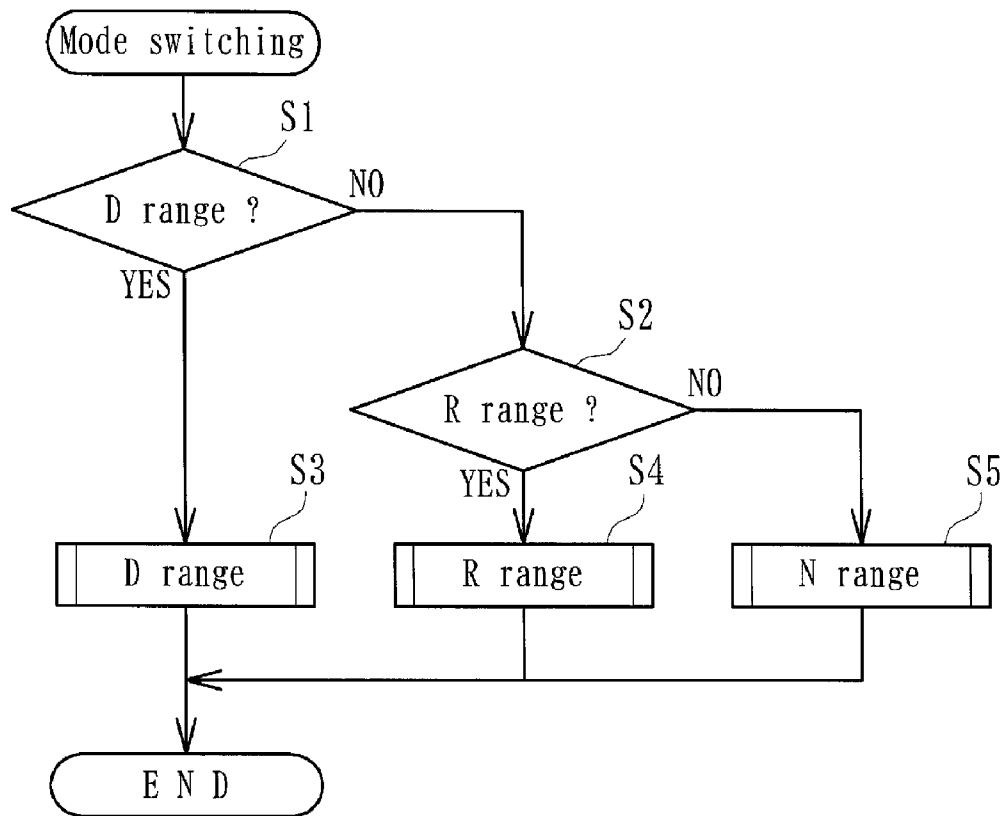 Mode switching
S1
D range ?
NO
YES
S2
R range ?
NO
YES
S3
S4
S5
D range
R range
N range
E N D